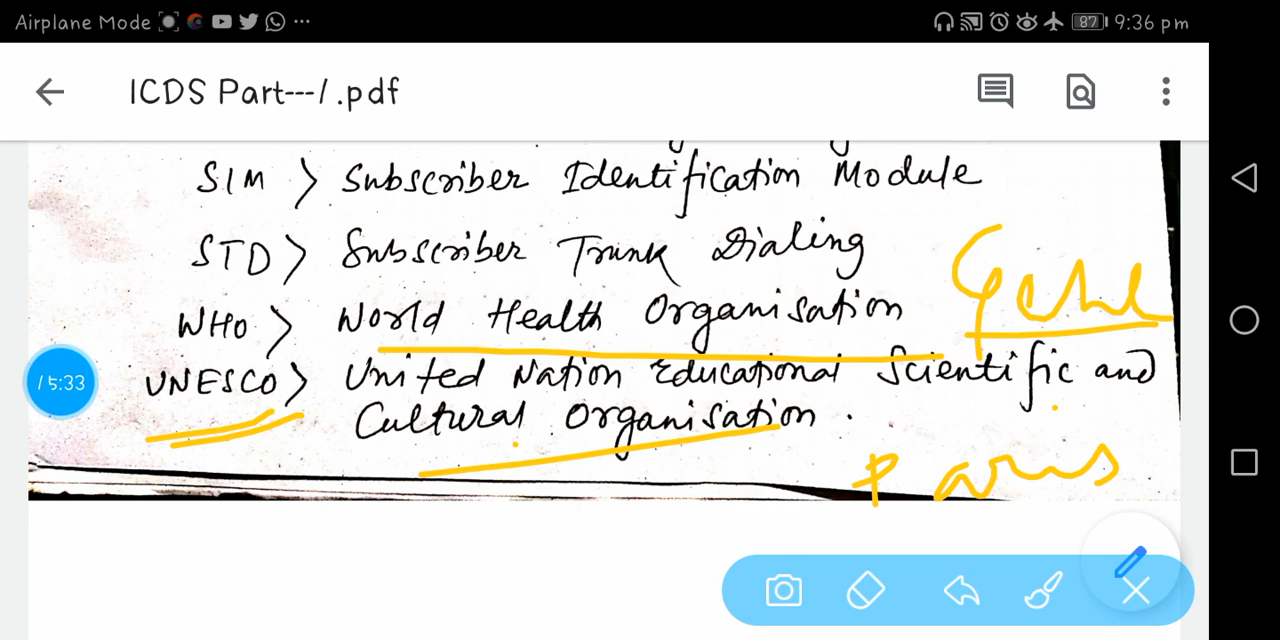 Airplane Mode ... 87 9:36 pm
ICDS Part---1 .pdf
SIM > Subscriber Identification Module
STD > Subscriber Trunk Dialing
WHO > World Health Organisation
UNESCO > United Nation Educational Scientific and
Cultural Organisation .
Paris
15:33